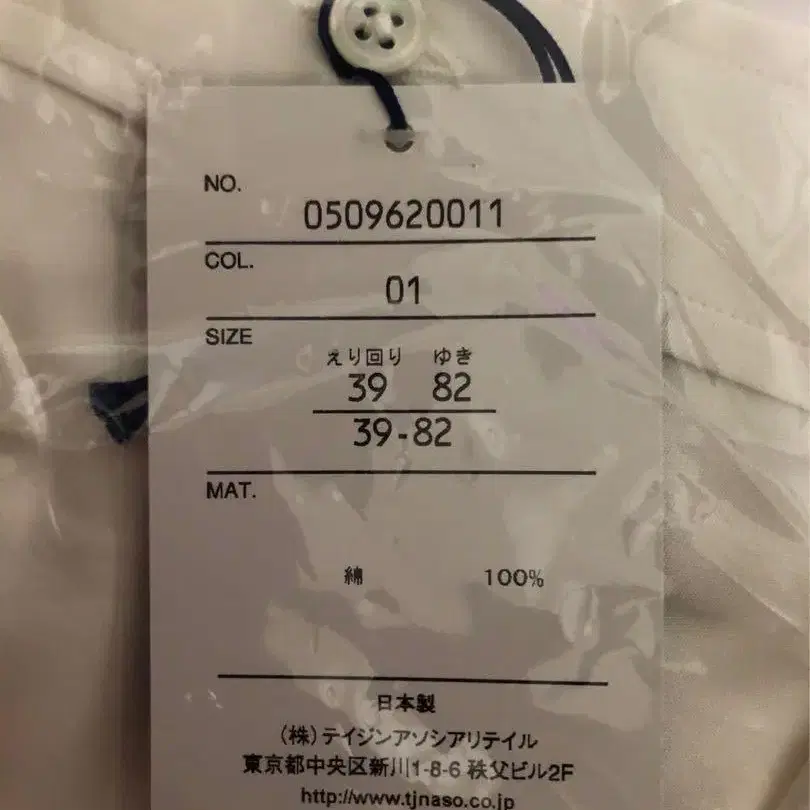 NO.
0509620011
COL.
01
SIZE
えり回り ゆき
39 82
39-82
MAT.
綿 100%
日本製
(株)テイジンアソシアリテイル
東京都中央区新川1-8-6 秩父ビル2F
http://www.tjnaso.co.jp